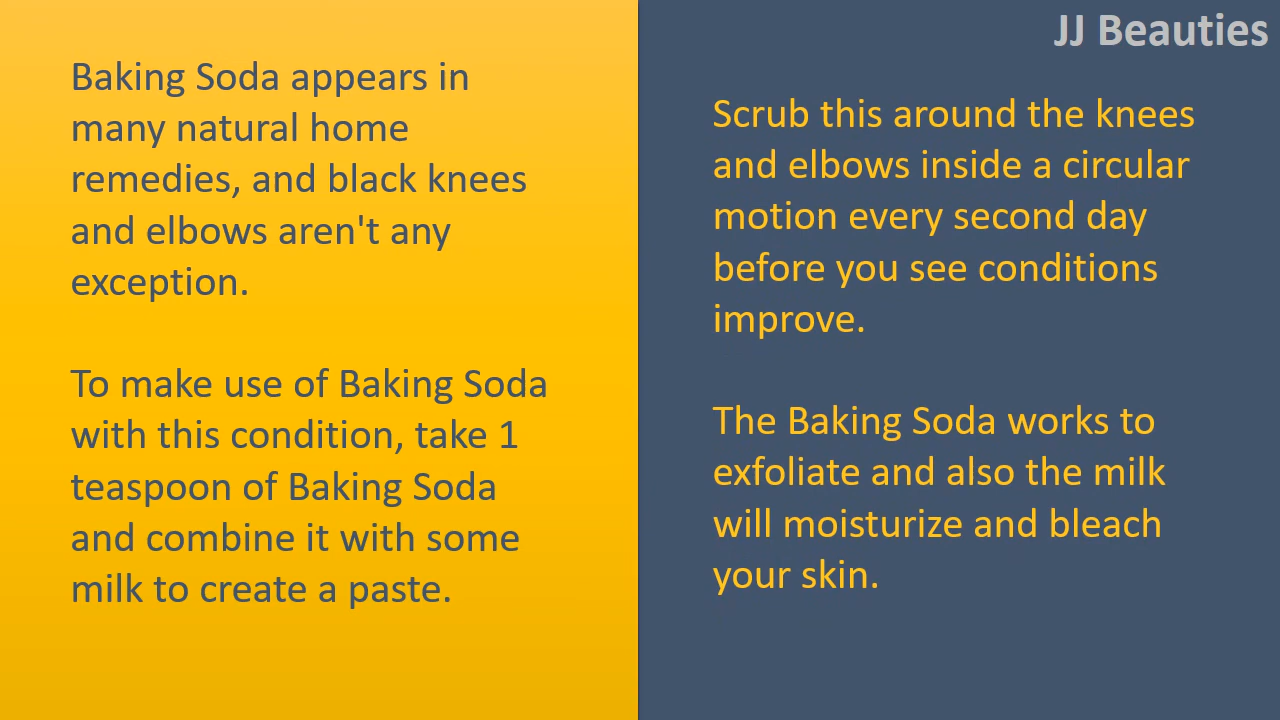 Baking Soda appears in
many natural home
remedies, and black knees
and elbows aren't any
exception.
To make use of Baking Soda
with this condition, take 1
teaspoon of Baking Soda
and combine it with some
milk to create a paste.
JJ Beauties
Scrub this around the knees
and elbows inside a circular
motion every second day
before you see conditions
improve.
The Baking Soda works to
exfoliate and also the milk
will moisturize and bleach
your skin.